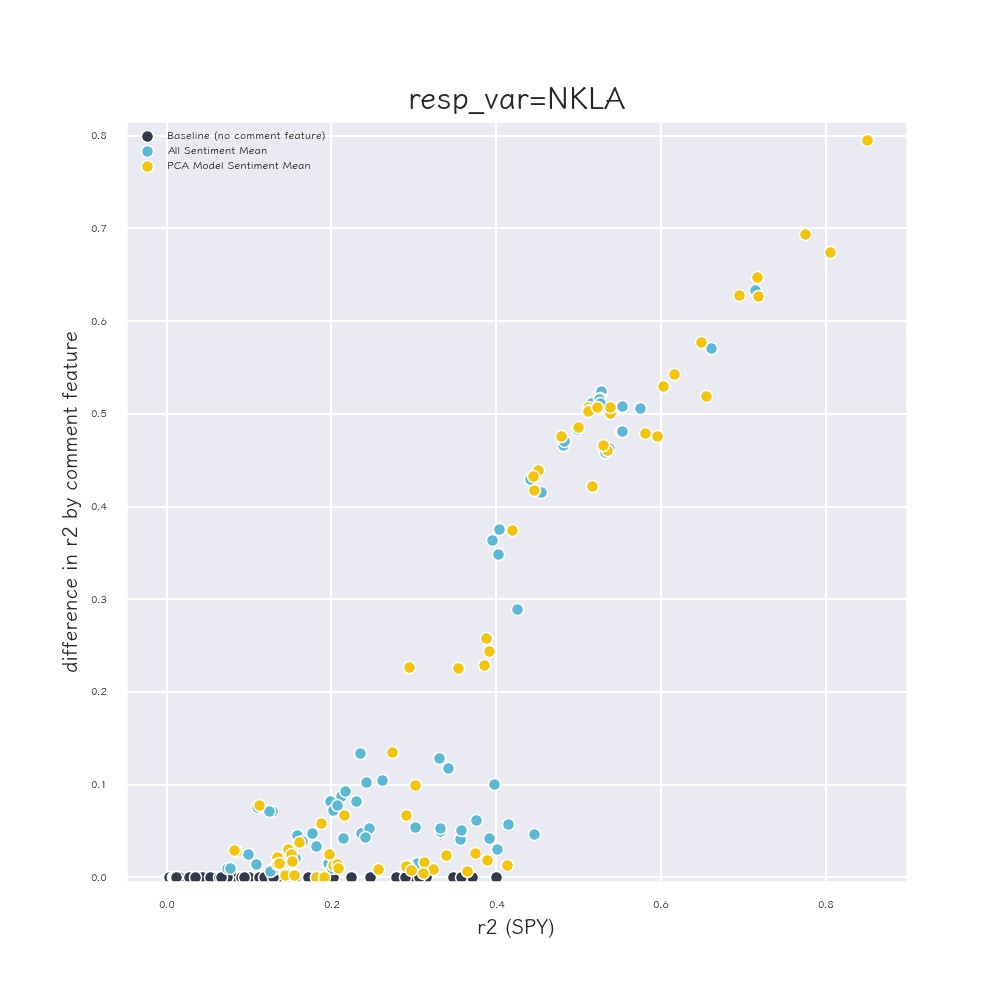 resp_var=NKLA
Baseline (no comment feature)
All Sentiment Mean
PCA Model Sentiment Mean
0.8
0.7
0.6
0.5
0.4
0.3
0.2
0.1
0.0
difference in r2 by comment feature
0.0 0.2 0.4 0.6 0.8
r2 (SPY)